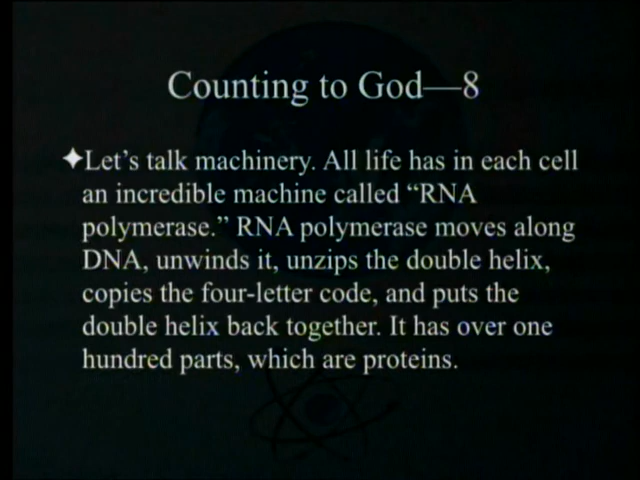 Counting to God—8
✦Let’s talk machinery. All life has in each cell
an incredible machine called “RNA
polymerase.” RNA polymerase moves along
DNA, unwinds it, unzips the double helix,
copies the four-letter code, and puts the
double helix back together. It has over one
hundred parts, which are proteins.